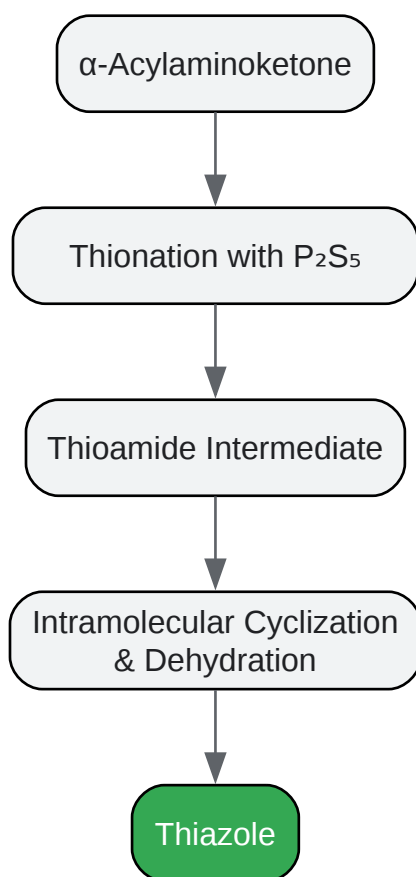 α-Acylaminoketone
Thionation with P₂S₅
Thioamide Intermediate
Intramolecular Cyclization
& Dehydration
Thiazole